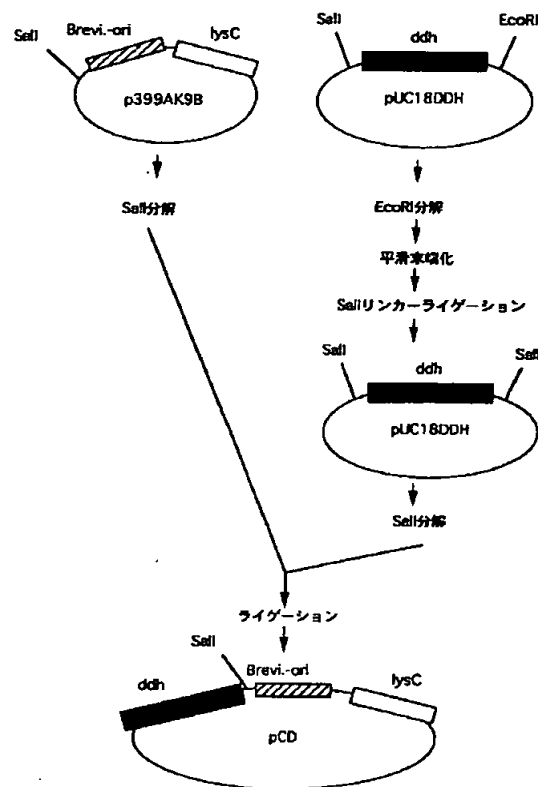 SalI
Brevi.-ori
lysC
p399AK9B
SalI分解
SalI
ddh
EcoRI
pUC18DDH
EcoRI分解
平滑末端化
SalIリンカーライゲーション
SalI
ddh
SalI
pUC18DDH
SalI分解
ライゲーション
SalI
ddh
Brevi.-ori
lysC
pCD